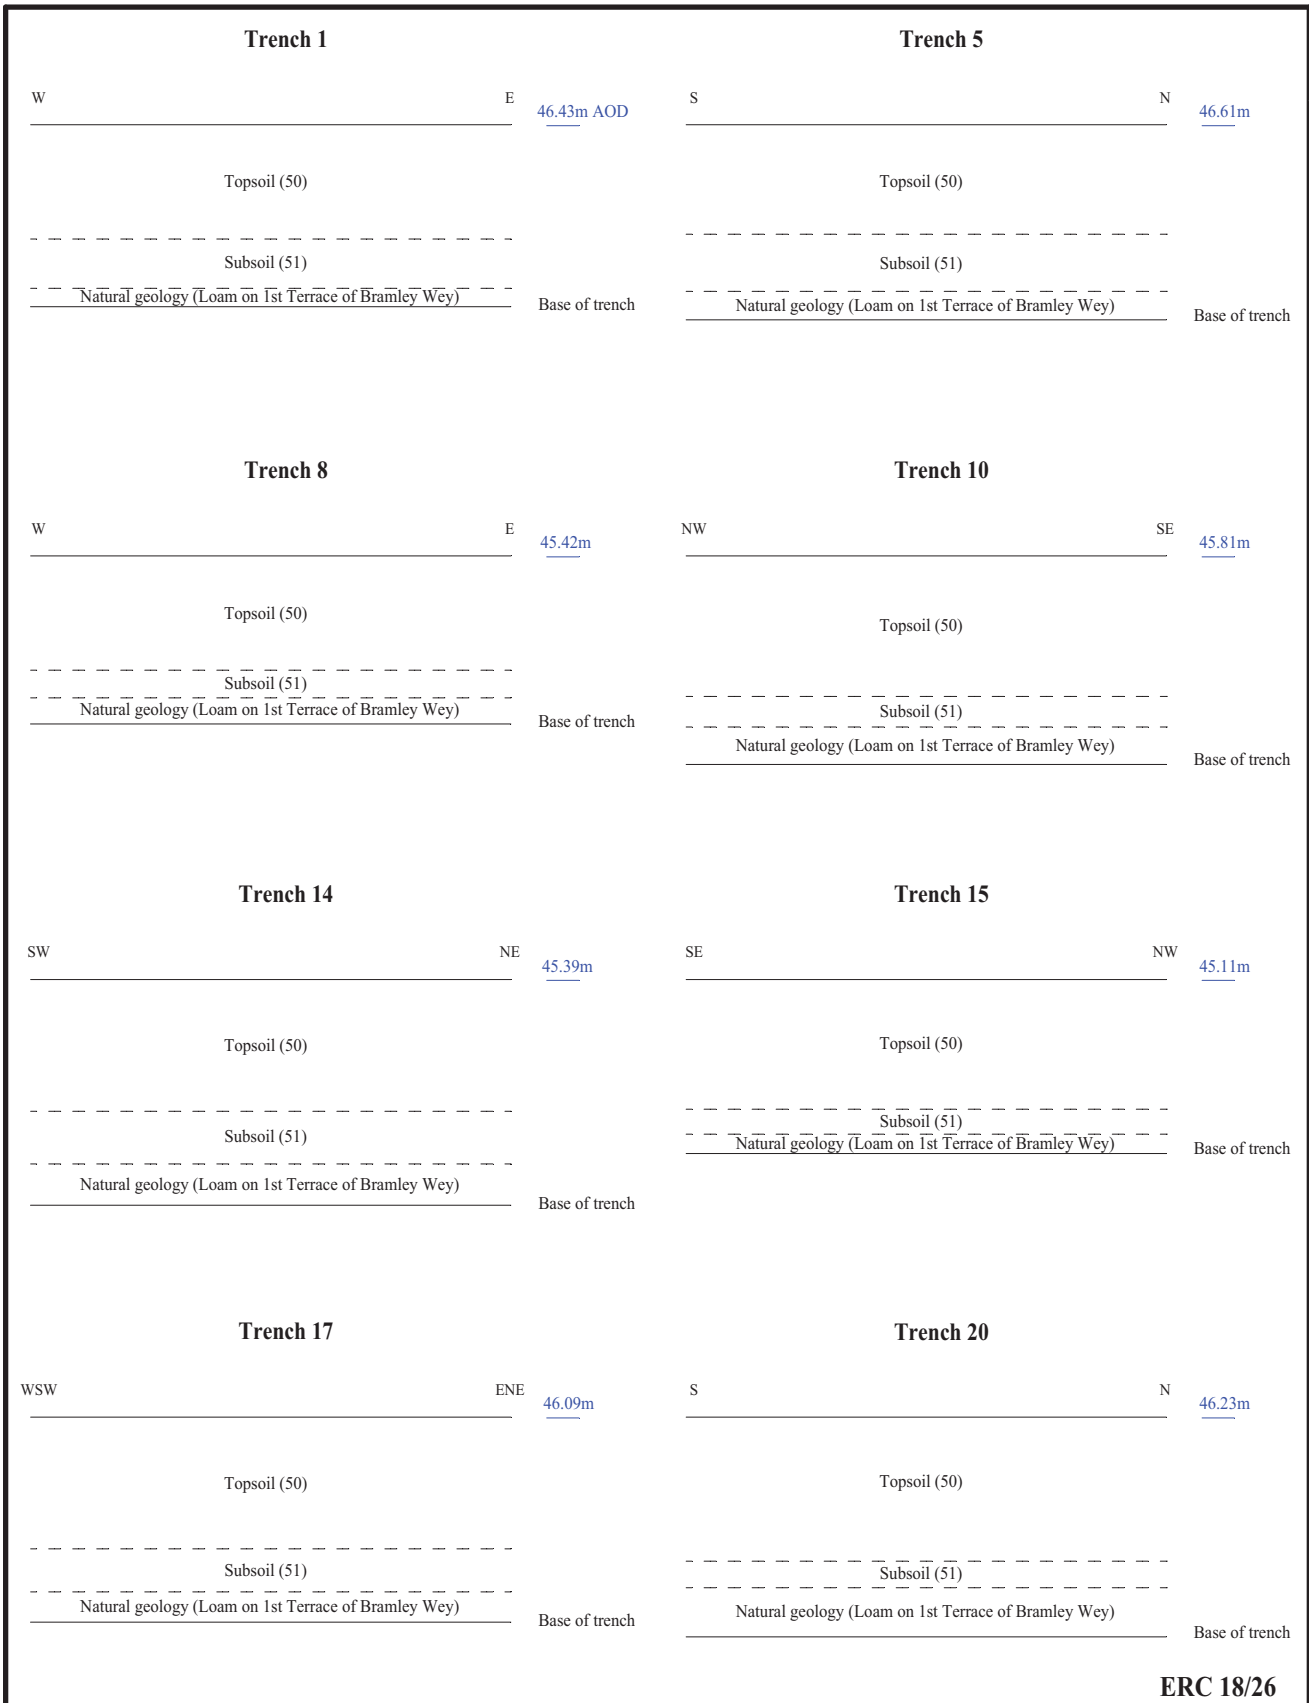 Trench 1
W
E
46.43m AOD
Topsoil (50)
Subsoil (51)
Natural geology (Loam on 1st Terrace of Bramley Wey)
Base of trench
Trench 5
S
N
46.61m
Topsoil (50)
Subsoil (51)
Natural geology (Loam on 1st Terrace of Bramley Wey)
Base of trench
Trench 8
W
E
45.42m
Topsoil (50)
Subsoil (51)
Natural geology (Loam on 1st Terrace of Bramley Wey)
Base of trench
Trench 10
NW
SE
45.81m
Topsoil (50)
Subsoil (51)
Natural geology (Loam on 1st Terrace of Bramley Wey)
Base of trench
Trench 14
SW
NE
45.39m
Topsoil (50)
Subsoil (51)
Natural geology (Loam on 1st Terrace of Bramley Wey)
Base of trench
Trench 15
SE
NW
45.11m
Topsoil (50)
Subsoil (51)
Natural geology (Loam on 1st Terrace of Bramley Wey)
Base of trench
Trench 17
WSW
ENE
46.09m
Topsoil (50)
Subsoil (51)
Natural geology (Loam on 1st Terrace of Bramley Wey)
Base of trench
Trench 20
S
N
46.23m
Topsoil (50)
Subsoil (51)
Natural geology (Loam on 1st Terrace of Bramley Wey)
Base of trench
ERC 18/26